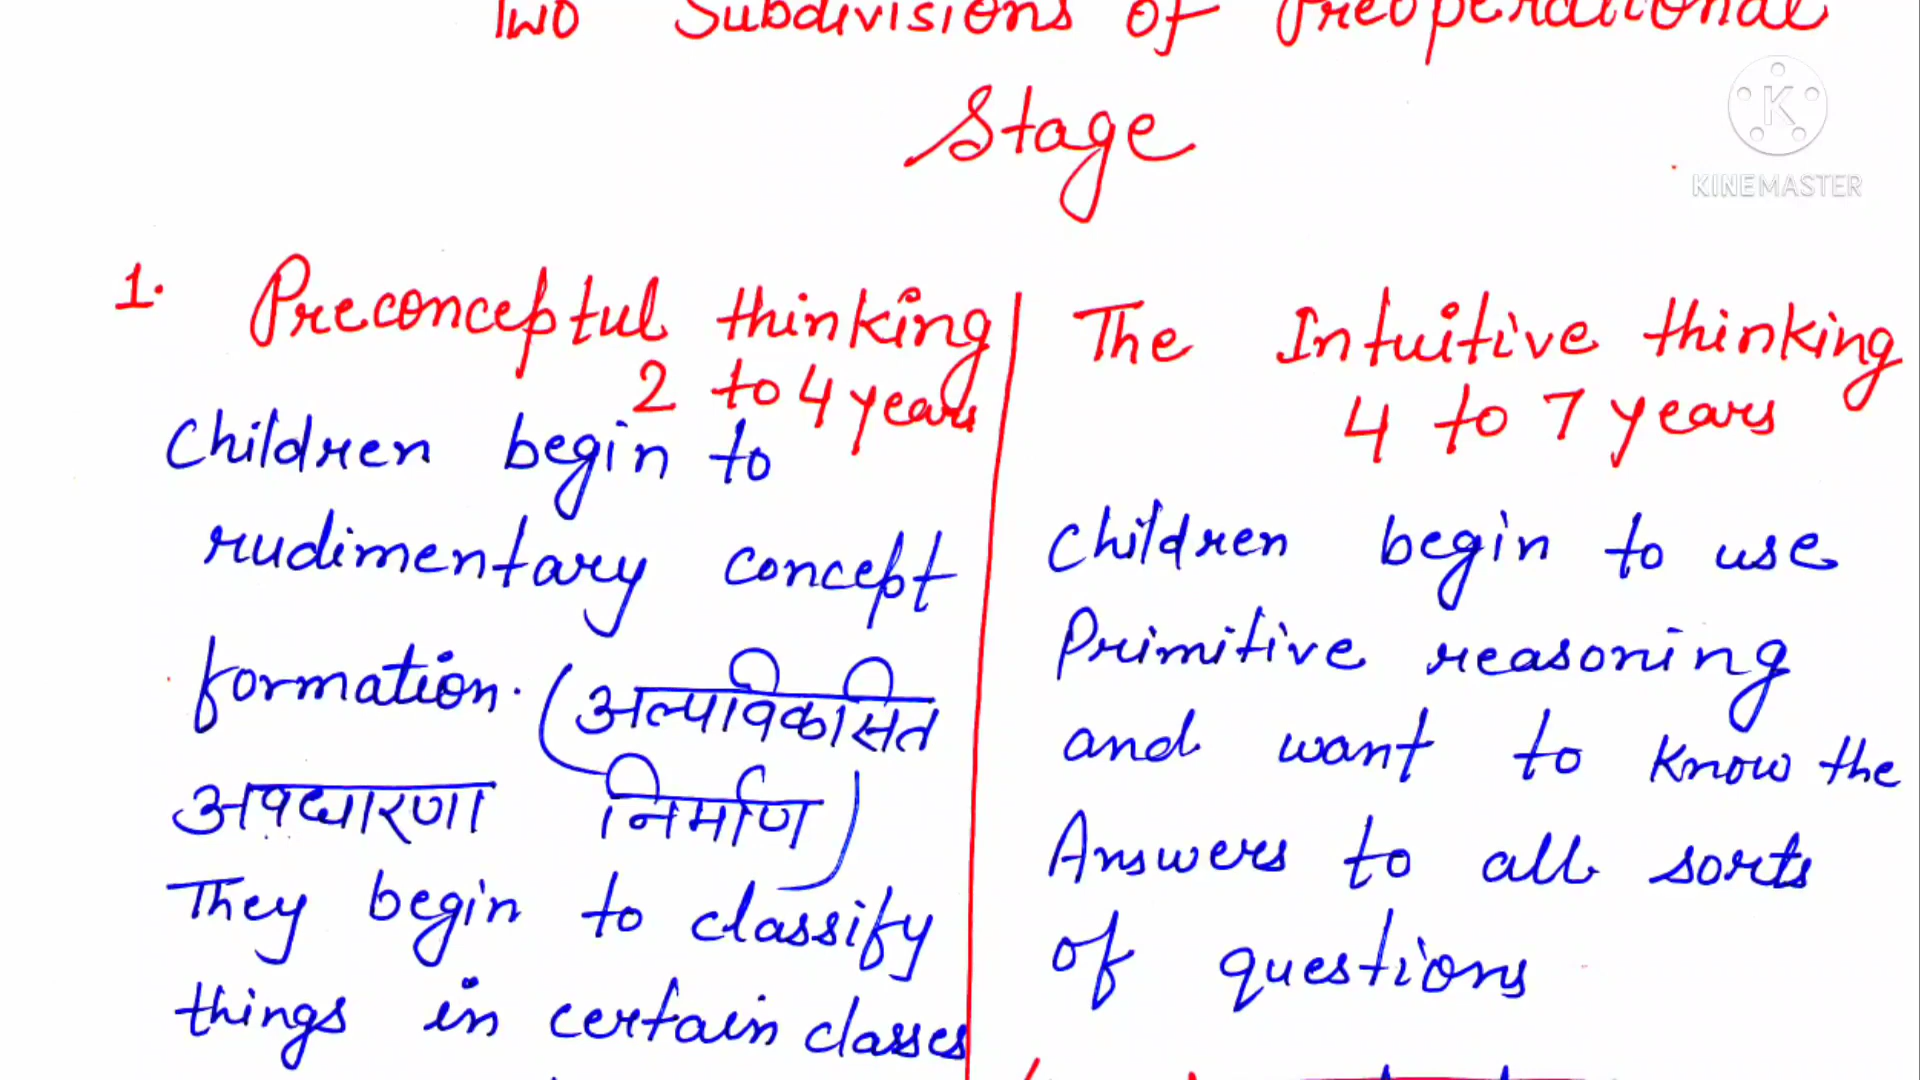 Two Subdivisions of Preoperational
Stage
KINEMASTER
1. Preconceptul thinking
2 to 4 years
Children begin to
rudimentary concept
formation. (अल्पविकसित
अवधारणा निर्माण)
They begin to classify
things in certain classes
The Intuitive thinking
4 to 7 years
Children begin to use
Primitive reasoning
and want to know the
Answers to all sorts
of questions